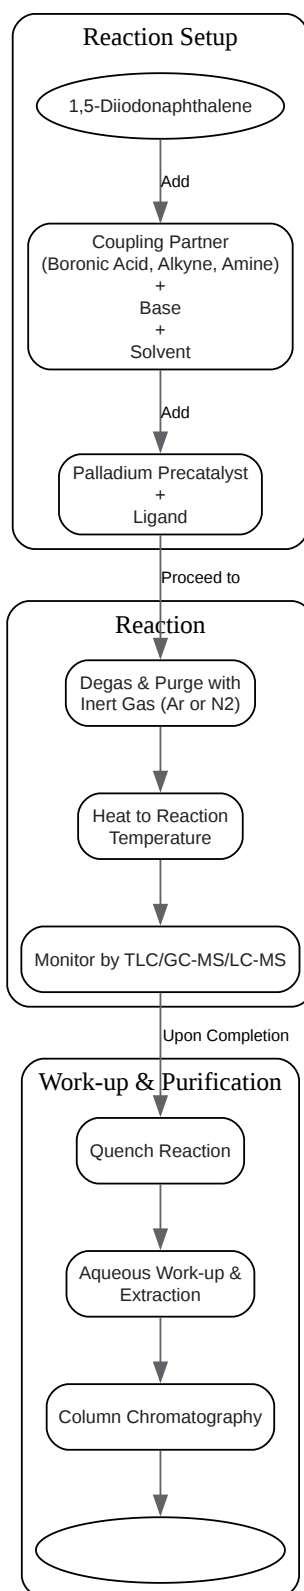 Reaction Setup
1,5-Diiodonaphthalene
Add
Coupling Partner
(Boronic Acid, Alkyne, Amine)
+
Base
+
Solvent
Add
Palladium Precatalyst
+
Ligand
Proceed to
Reaction
Degas & Purge with
Inert Gas (Ar or N2)
Heat to Reaction
Temperature
Monitor by TLC/GC-MS/LC-MS
Upon Completion
Work-up & Purification
Quench Reaction
Aqueous Work-up &
Extraction
Column Chromatography